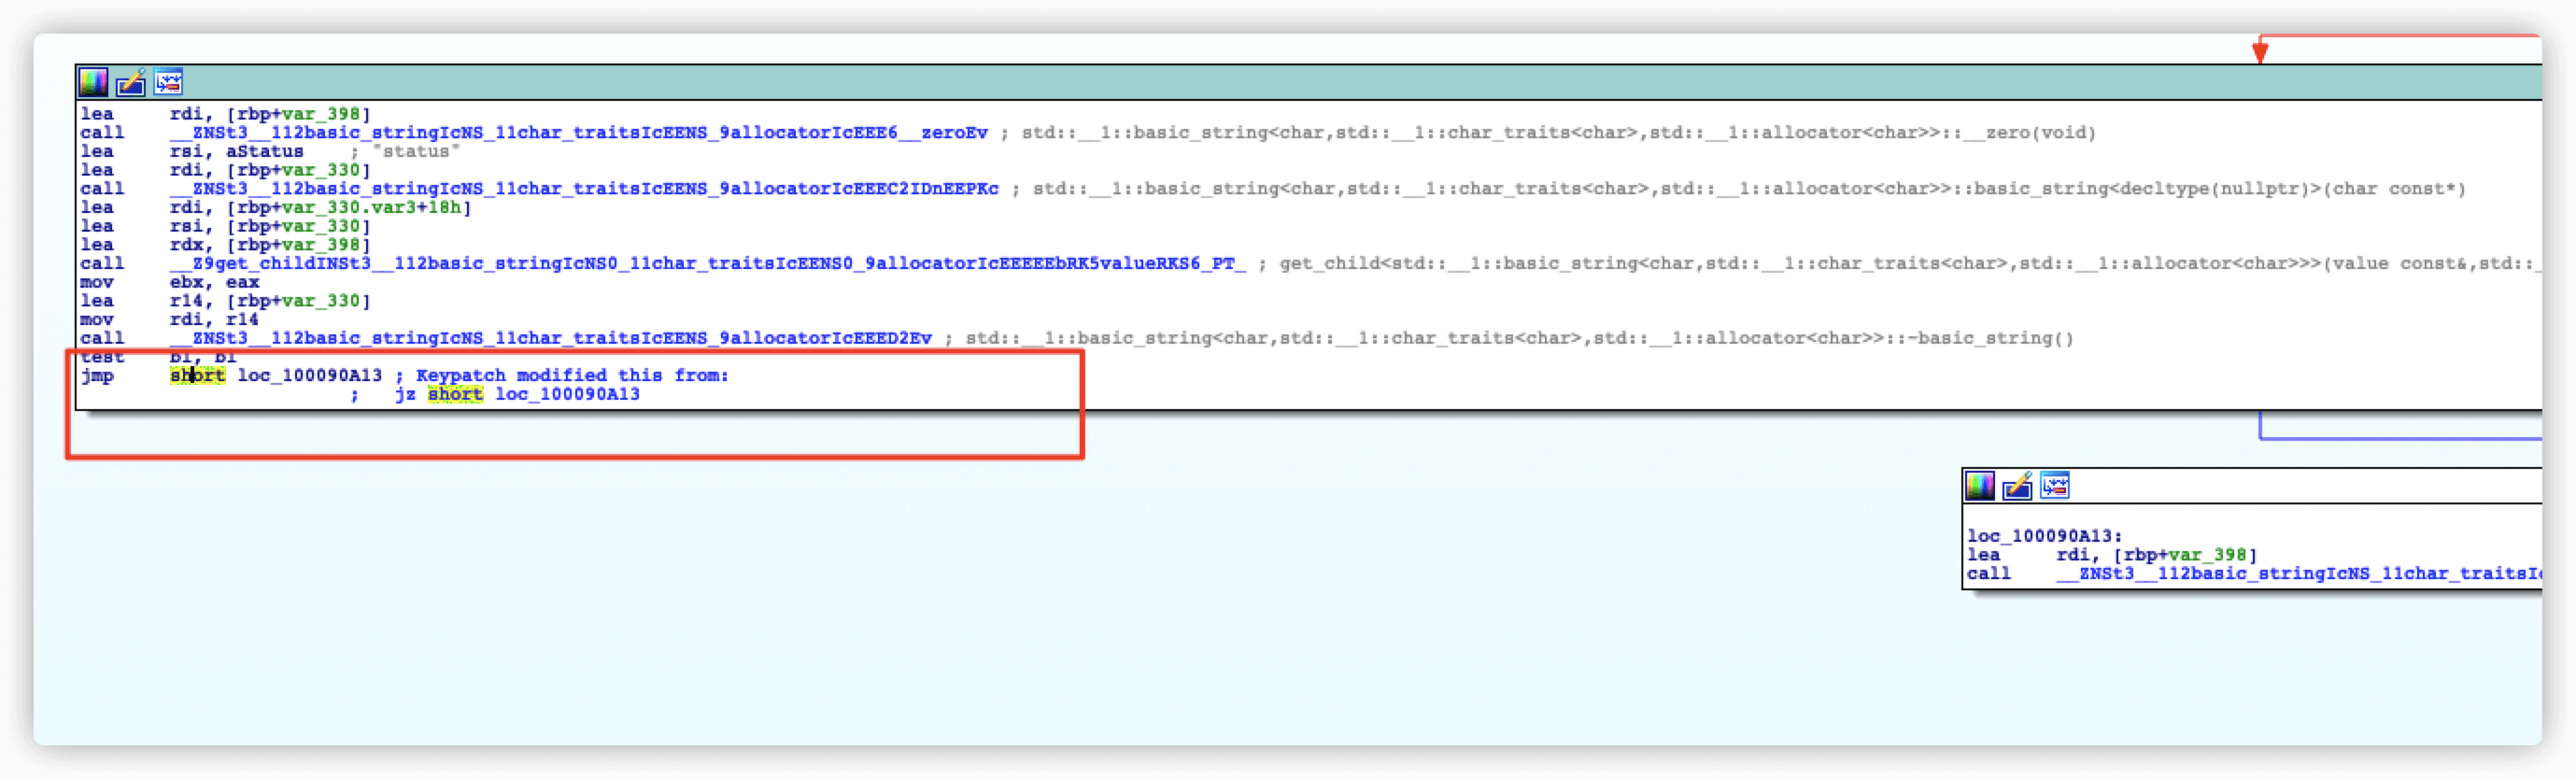 lea     rdi, [rbp+var_398]
call    __ZNSt3__112basic_stringIcNS_11char_traitsIcEENS_9allocatorIcEEE6__zeroEv ; std::__1::basic_string<char,std::__1::char_traits<char>,std::__1::allocator<char>>::__zero(void)
lea     rsi, aStatus    ; "status"
lea     rdi, [rbp+var_330]
call    __ZNSt3__112basic_stringIcNS_11char_traitsIcEENS_9allocatorIcEEEC2IDnEEPKc ; std::__1::basic_string<char,std::__1::char_traits<char>,std::__1::allocator<char>>::basic_string<decltype(nullptr)>(char const*)
lea     rdi, [rbp+var_330.var3+18h]
lea     rsi, [rbp+var_330]
lea     rdx, [rbp+var_398]
call    __Z9get_childINSt3__112basic_stringIcNS0_11char_traitsIcEENS0_9allocatorIcEEEEEbRK5valueRKS6_PT_ ; get_child<std::__1::basic_string<char,std::__1::char_traits<char>,std::__1::allocator<char>>>(value const&,std::_
mov     ebx, eax
lea     r14, [rbp+var_330]
mov     rdi, r14
call    __ZNSt3__112basic_stringIcNS_11char_traitsIcEENS_9allocatorIcEEED2Ev ; std::__1::basic_string<char,std::__1::char_traits<char>,std::__1::allocator<char>>::~basic_string()
test    bl, bl
jmp     short loc_100090A13 ; Keypatch modified this from:
;   jz short loc_100090A13
loc_100090A13:
lea     rdi, [rbp+var_398]
call    __ZNSt3__112basic_stringIcNS_11char_traitsIc